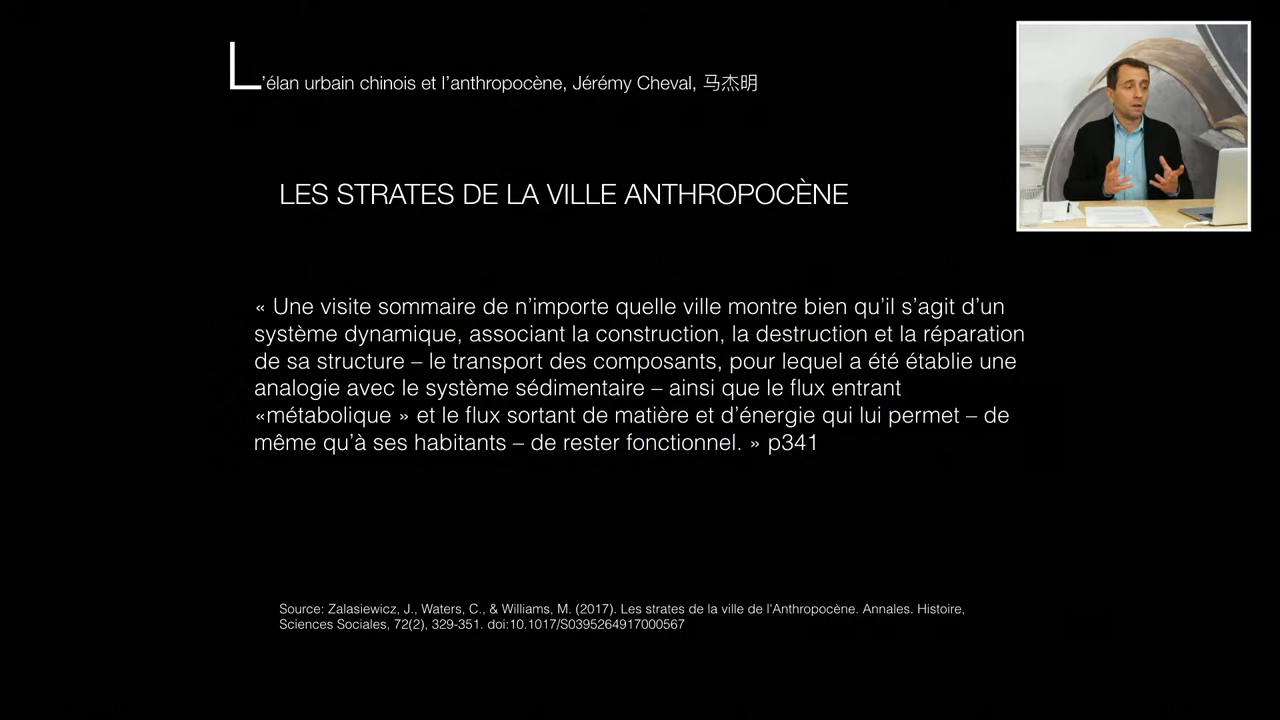 L’élan urbain chinois et l’anthropocène, Jérémy Cheval, 马杰明
LES STRATES DE LA VILLE ANTHROPOCÈNE
« Une visite sommaire de n’importe quelle ville montre bien qu’il s’agit d’un
système dynamique, associant la construction, la destruction et la réparation
de sa structure – le transport des composants, pour lequel a été établie une
analogie avec le système sédimentaire – ainsi que le flux entrant
«métabolique » et le flux sortant de matière et d’énergie qui lui permet – de
même qu’à ses habitants – de rester fonctionnel. » p341
Source: Zalasiewicz, J., Waters, C., & Williams, M. (2017). Les strates de la ville de l’Anthropocène. Annales. Histoire,
Sciences Sociales, 72(2), 329-351. doi:10.1017/S0395264917000567